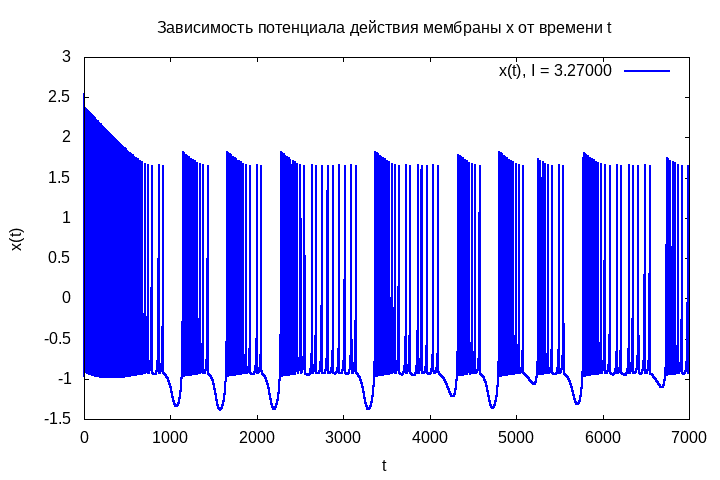 Зависимость потенциала действия мембраны x от времени t
3
x(t), I = 3.27000
2.5
2
1.5
1
x(t)
0.5
0
-0.5
-1
-1.5
0 1000 2000 3000 4000 5000 6000 7000
t